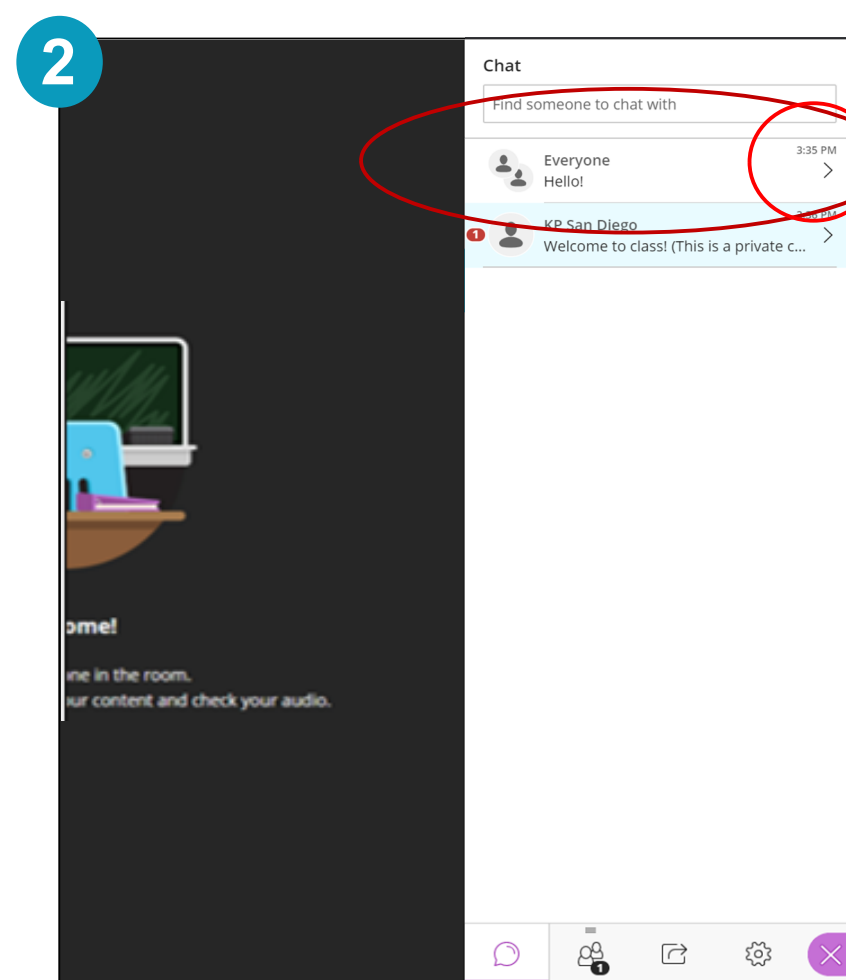 2
Chat
Find someone to chat with
3:35 PM
Everyone
Hello!
KP San Diego
1
Welcome to class! (This is a private c...
ome!
ne in the room.
ur content and check your audio.
1